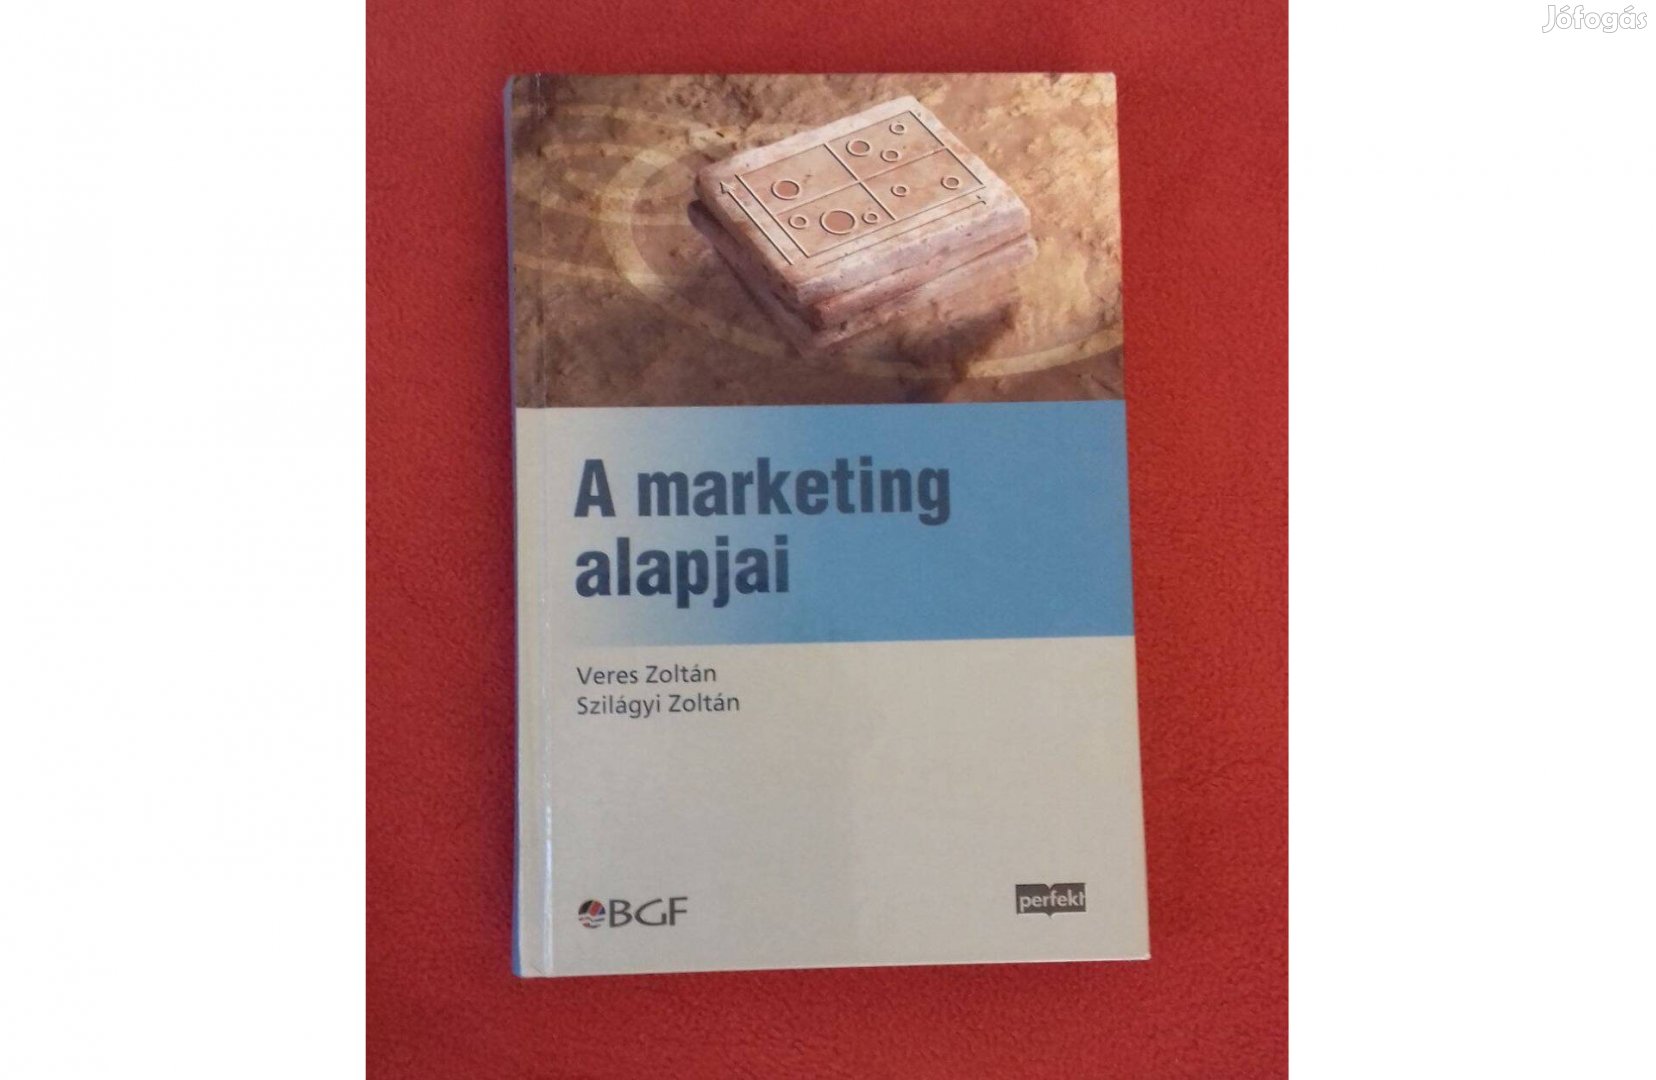 Jófogás
A marketing
alapjai
Veres Zoltán
Szilágyi Zoltán
BGF
perfekt